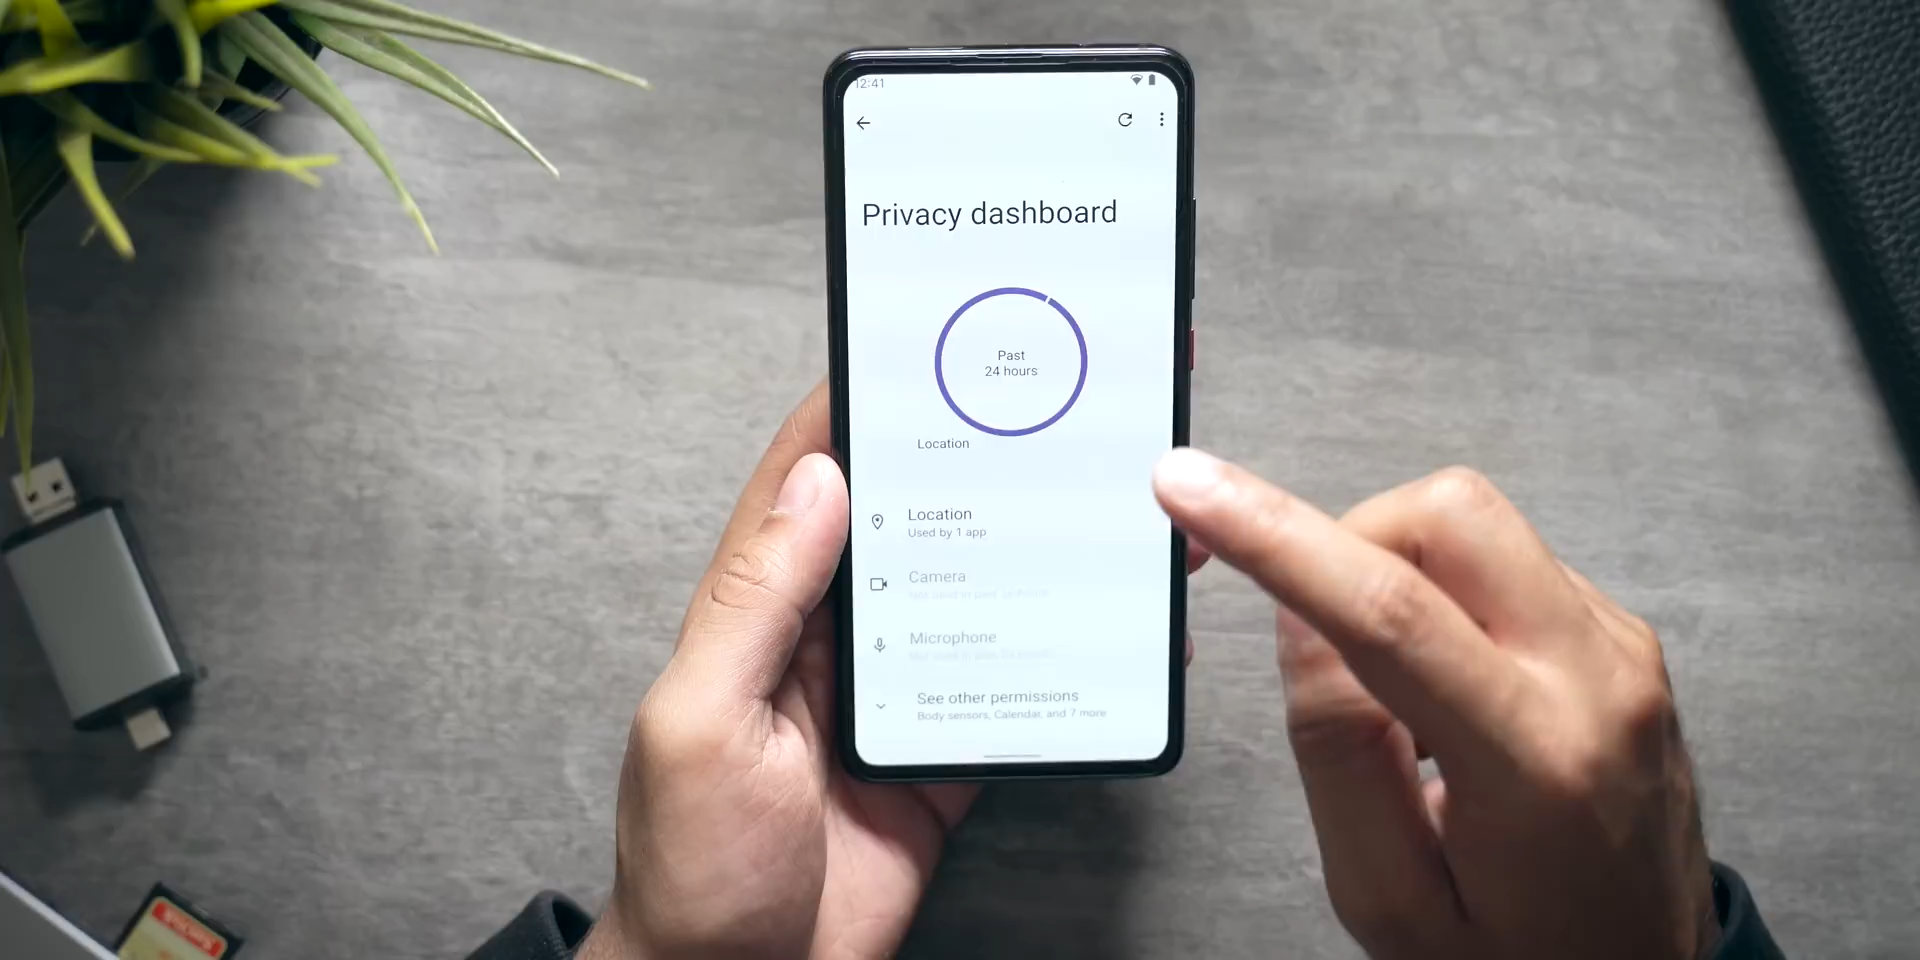 12:41
Privacy dashboard
Past
24 hours
Location
Location
Used by 1 app
Camera
Microphone
See other permissions
Body sensors, Calendar, and 7 more